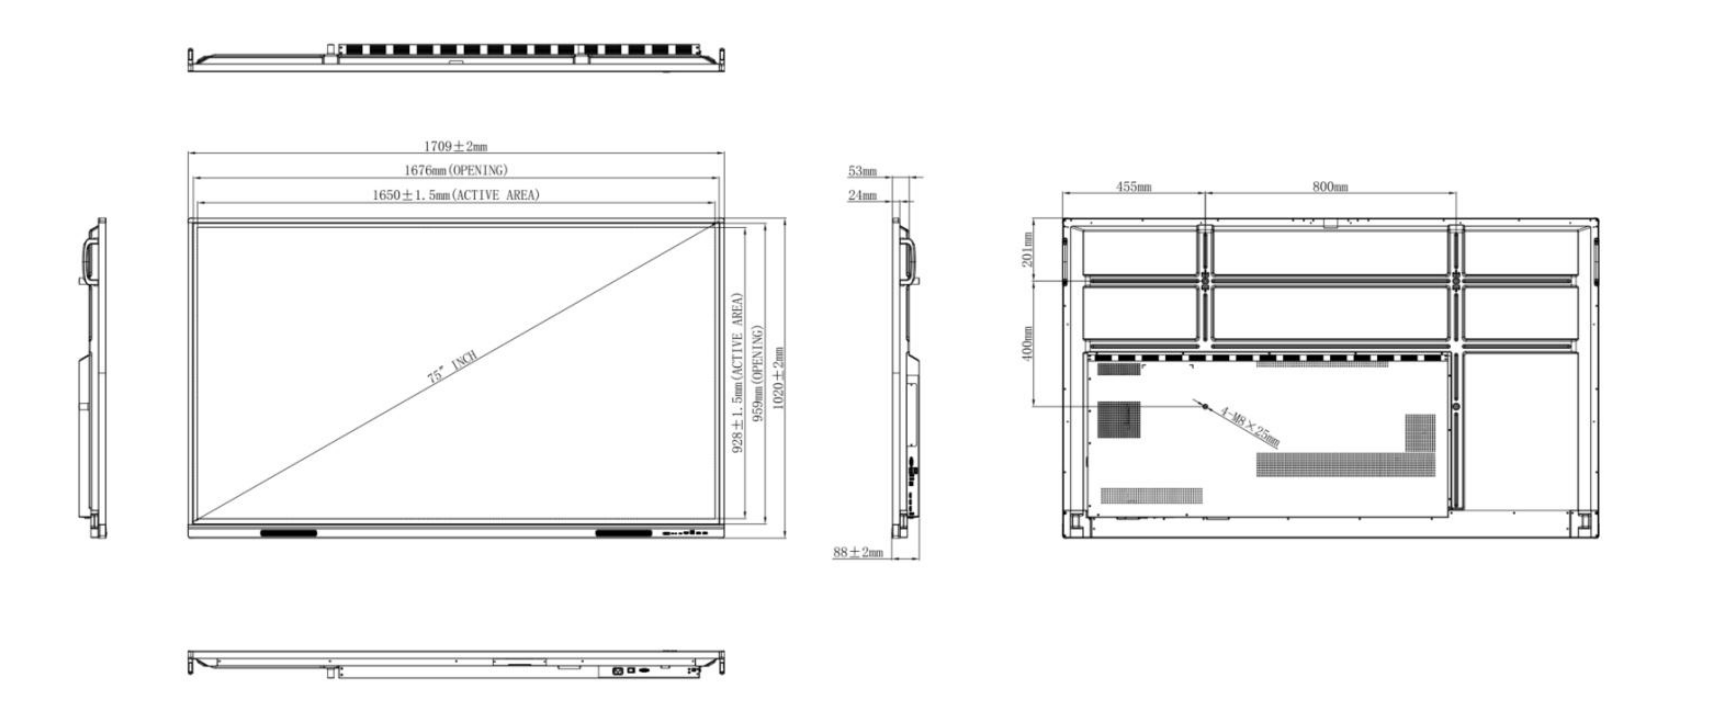 1709±2mm
1676mm(OPENING)
1650±1.5mm(ACTIVE AREA)
75" INCH
928±1.5mm(ACTIVE AREA)
959mm(OPENING)
1020±2mm
53mm
24mm
88±2mm
455mm
800mm
201mm
400mm
4-M8×25mm